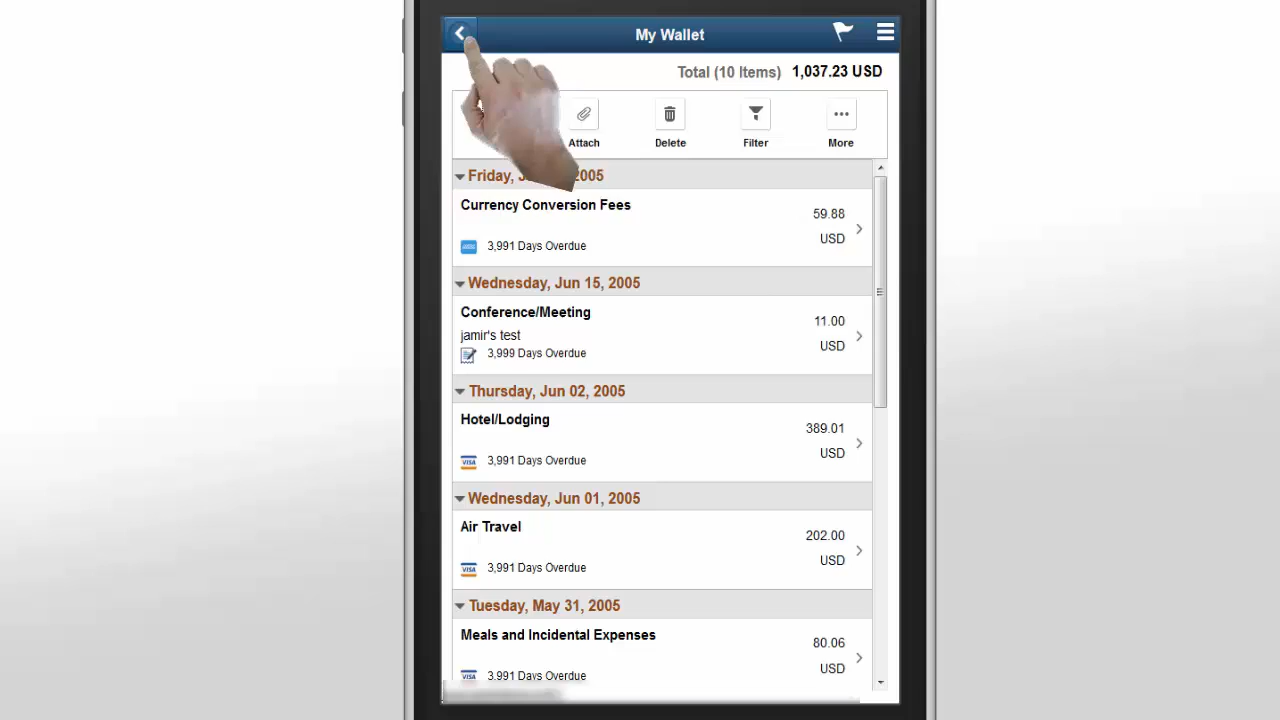 My Wallet
Total (10 Items) 1,037.23 USD
Attach Delete Filter More
Friday, 2005
Currency Conversion Fees
59.88
USD
3,991 Days Overdue
Wednesday, Jun 15, 2005
Conference/Meeting
11.00
jamir's test
USD
3,999 Days Overdue
Thursday, Jun 02, 2005
Hotel/Lodging
389.01
USD
VISA 3,991 Days Overdue
Wednesday, Jun 01, 2005
Air Travel
202.00
USD
VISA 3,991 Days Overdue
Tuesday, May 31, 2005
Meals and Incidental Expenses
80.06
USD
VISA 3,991 Days Overdue